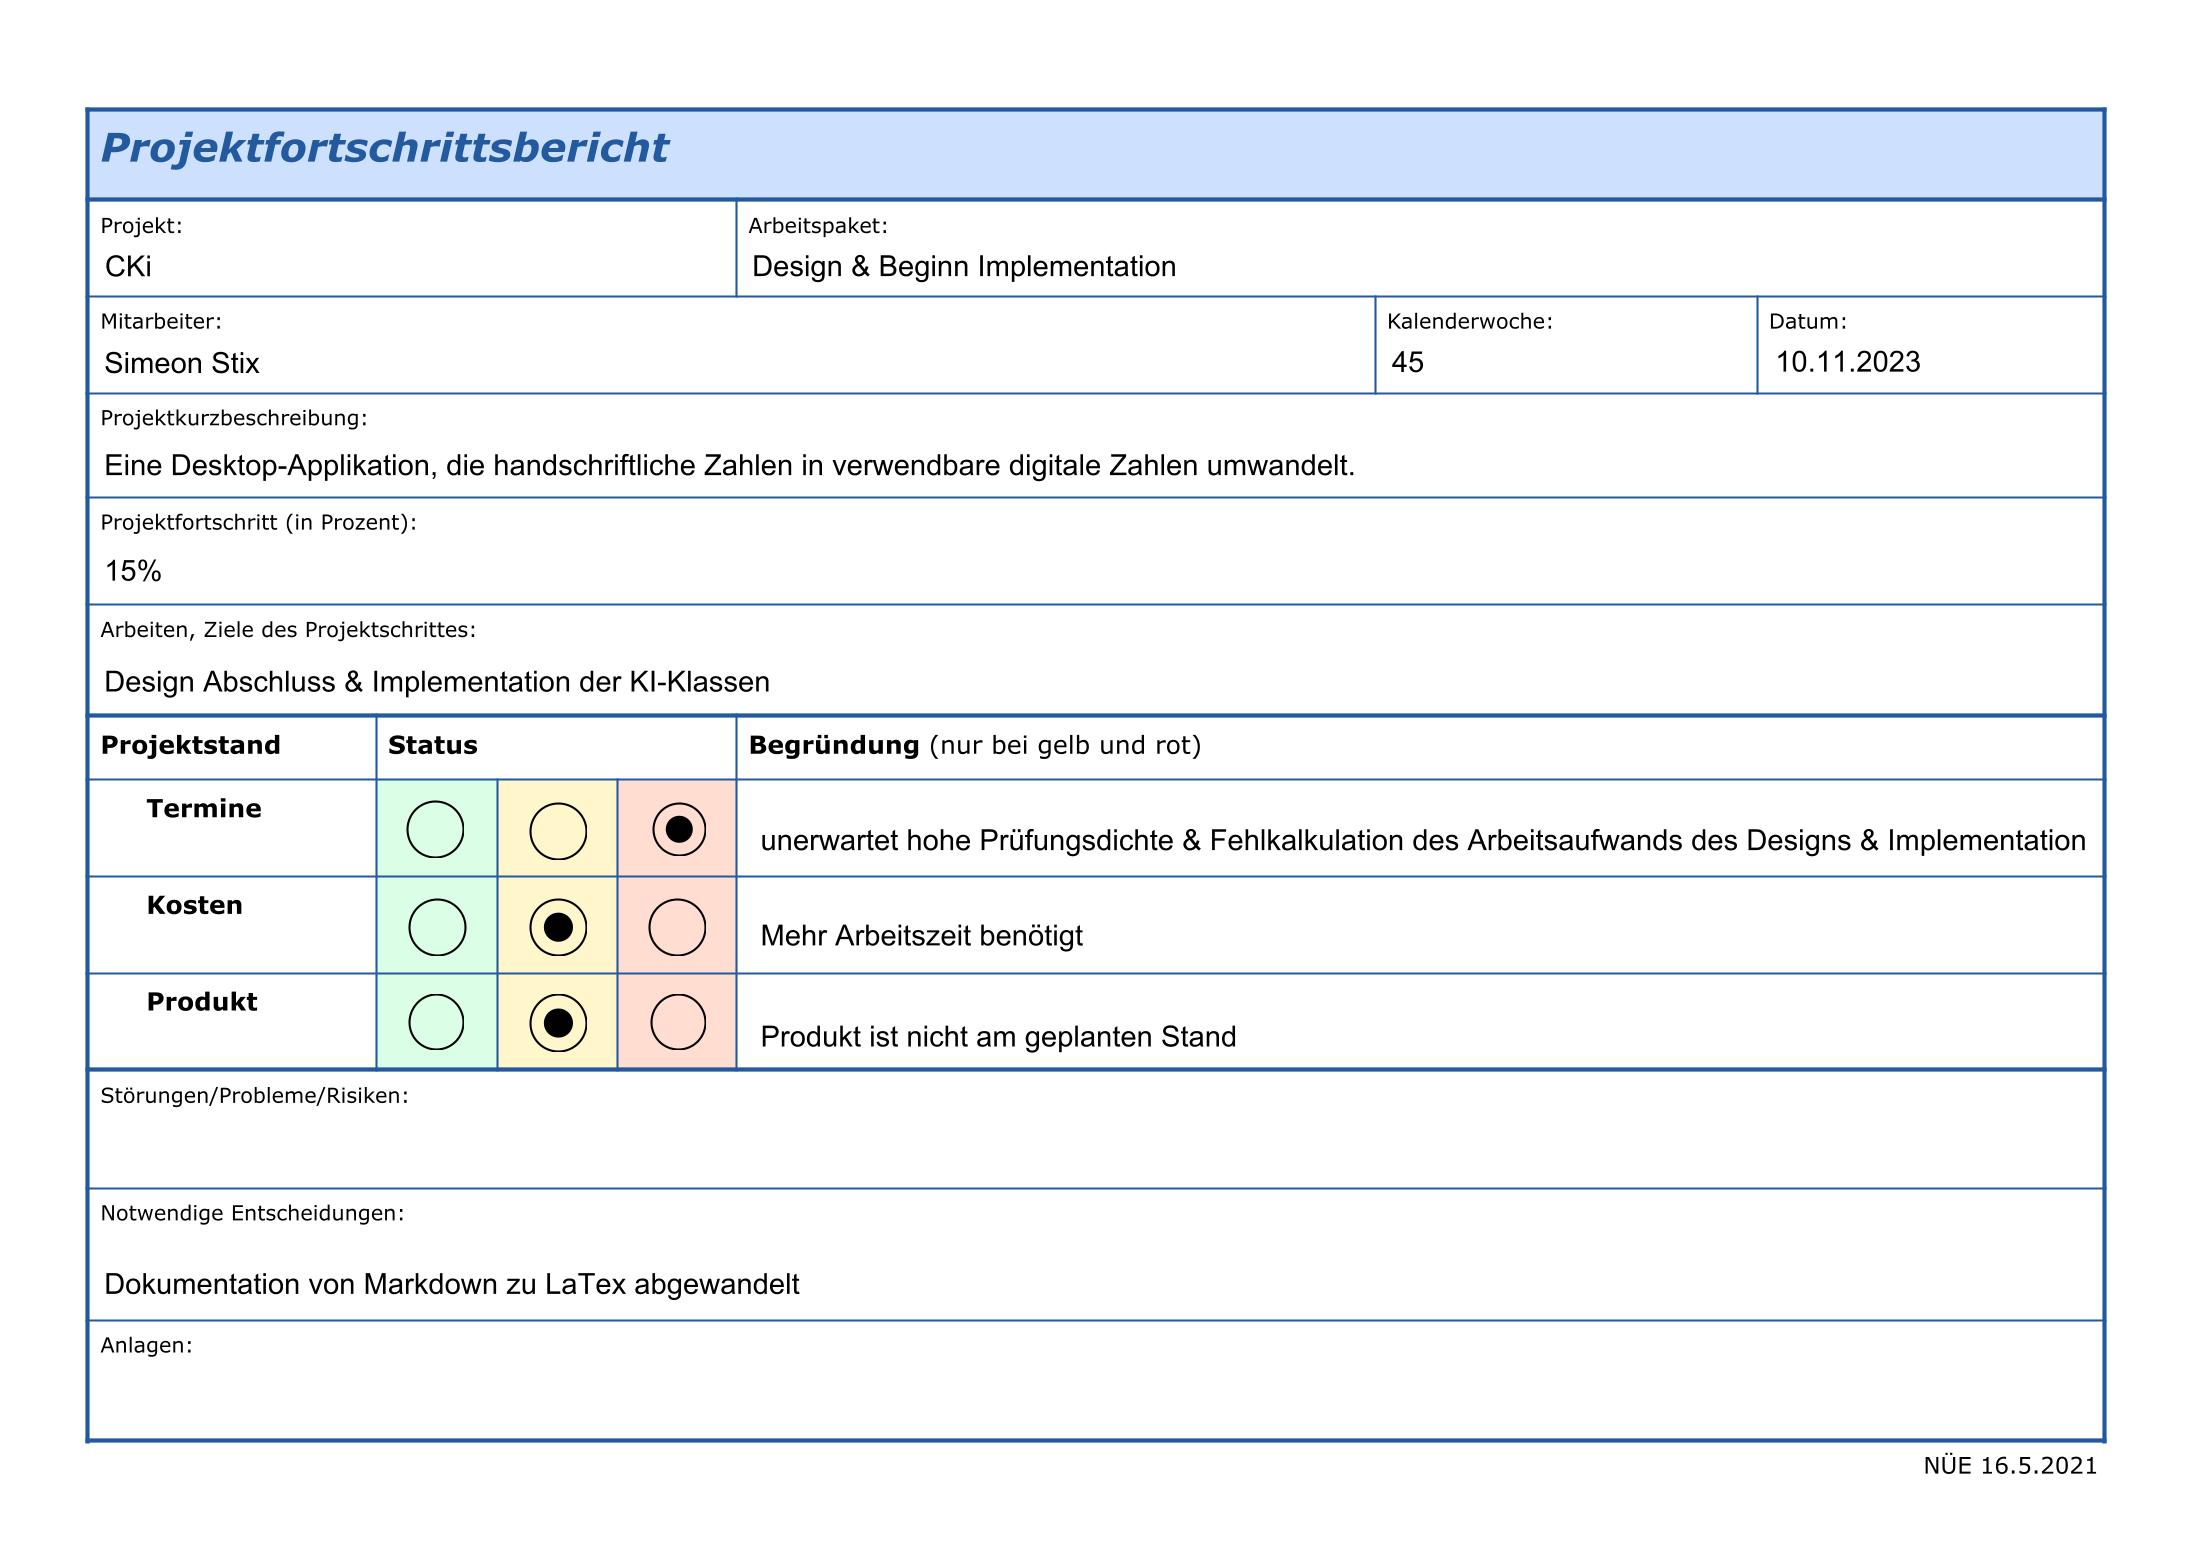 Projektfortschrittsbericht
Projekt:
CKi
Arbeitspaket:
Design & Beginn Implementation
Mitarbeiter:
Simeon Stix
Kalenderwoche:
45
Datum:
10.11.2023
Projektkurzbeschreibung:
Eine Desktop-Applikation, die handschriftliche Zahlen in verwendbare digitale Zahlen umwandelt.
Projektfortschritt (in Prozent):
15%
Arbeiten, Ziele des Projektschrittes:
Design Abschluss & Implementation der KI-Klassen
Projektstand Status Begründung (nur bei gelb und rot)
Termine
unerwartet hohe Prüfungsdichte & Fehlkalkulation des Arbeitsaufwands des Designs & Implementation
Kosten
Mehr Arbeitszeit benötigt
Produkt
Produkt ist nicht am geplanten Stand
Störungen/Probleme/Risiken:
Notwendige Entscheidungen:
Dokumentation von Markdown zu LaTex abgewandelt
Anlagen:
NÜE 16.5.2021